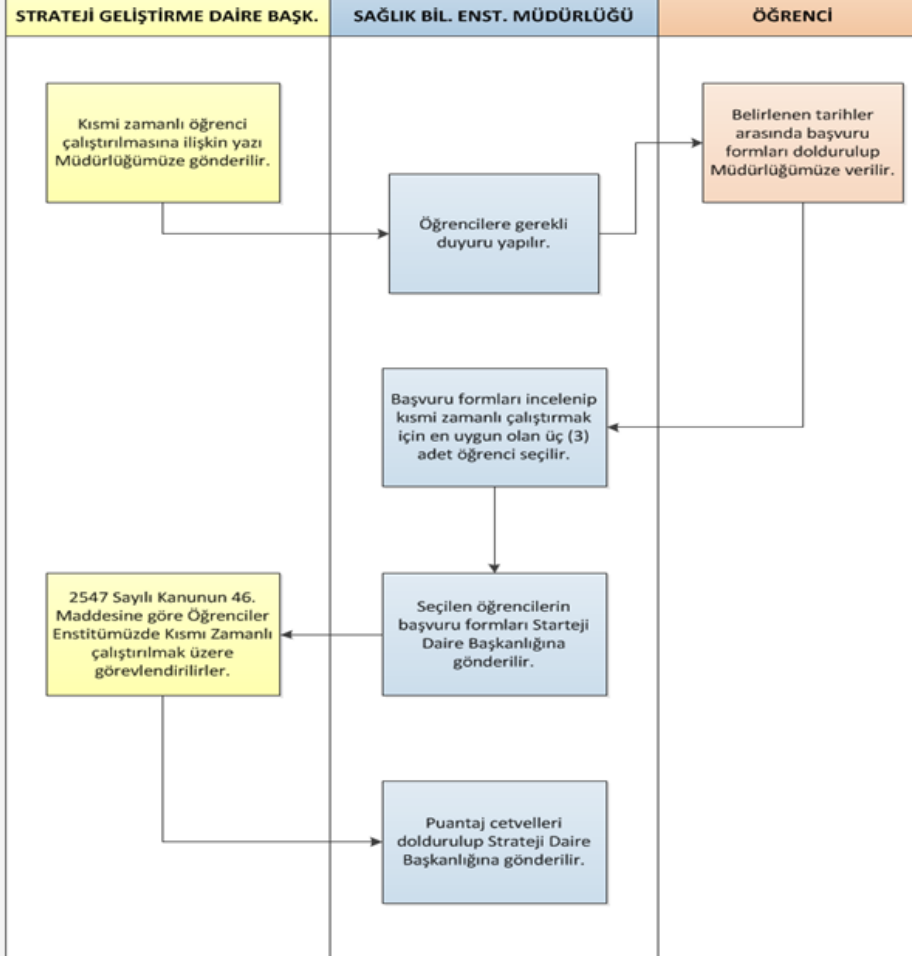 STRATEJİ GELİŞTİRME DAİRE BAŞK.
SAĞLIK BİL. ENST. MÜDÜRLÜĞÜ
ÖĞRENCİ
Kısmi zamanlı öğrenci
çalıştırılmasına ilişkin yazı
Müdürlüğümüze gönderilir.
Öğrencilere gerekli
duyuru yapılır.
Belirlenen tarihler
arasında başvuru
formları doldurulup
Müdürlüğümüze verilir.
Başvuru formları incelenip
kısmi zamanlı çalıştırmak
için en uygun olan üç (3)
adet öğrenci seçilir.
Seçilen öğrencilerin
başvuru formları Starteji
Daire Başkanlığına
gönderilir.
2547 Sayılı Kanunun 46.
Maddesine göre Öğrenciler
Enstitümüzde Kısmı Zamanlı
çalıştırılmak üzere
görevlendirilirler.
Puantaj cetvelleri
doldurulup Strateji Daire
Başkanlığına gönderilir.